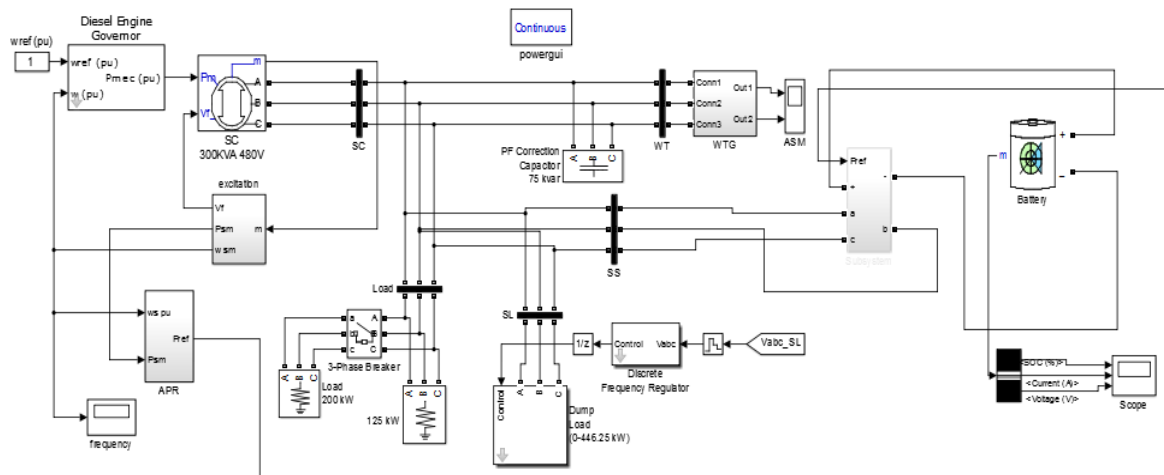 Diesel Engine
Governor
wref (pu)
1
wref (pu)
Pmec (pu)
w (pu)
Continuous
powergui
Pm
Vf
m
A
B
C
SC
300KVA 480V
SC
WT
Conn1
Conn2
Conn3
Out1
Out2
WTG
ASM
PF Correction
Capacitor
75 kvar
A
B
C
excitation
Vf
Psm
wsm
m
Pref
+
a
c
-
b
Subsystem
m
+
-
Battery
SS
Load
SL
ws pu
Psm
Pref
APR
frequency
a
b
c
A
B
C
3-Phase Breaker
A
B
C
Load
200 kW
A
B
C
125 kW
1/z
Control
Vabc
Discrete
Frequency Regulator
Vabc_SL
Control
A
B
C
Dump
Load
(0-446.25 kW)
<SOC (%)>
<Current (A)>
<Voltage (V)>
Scope